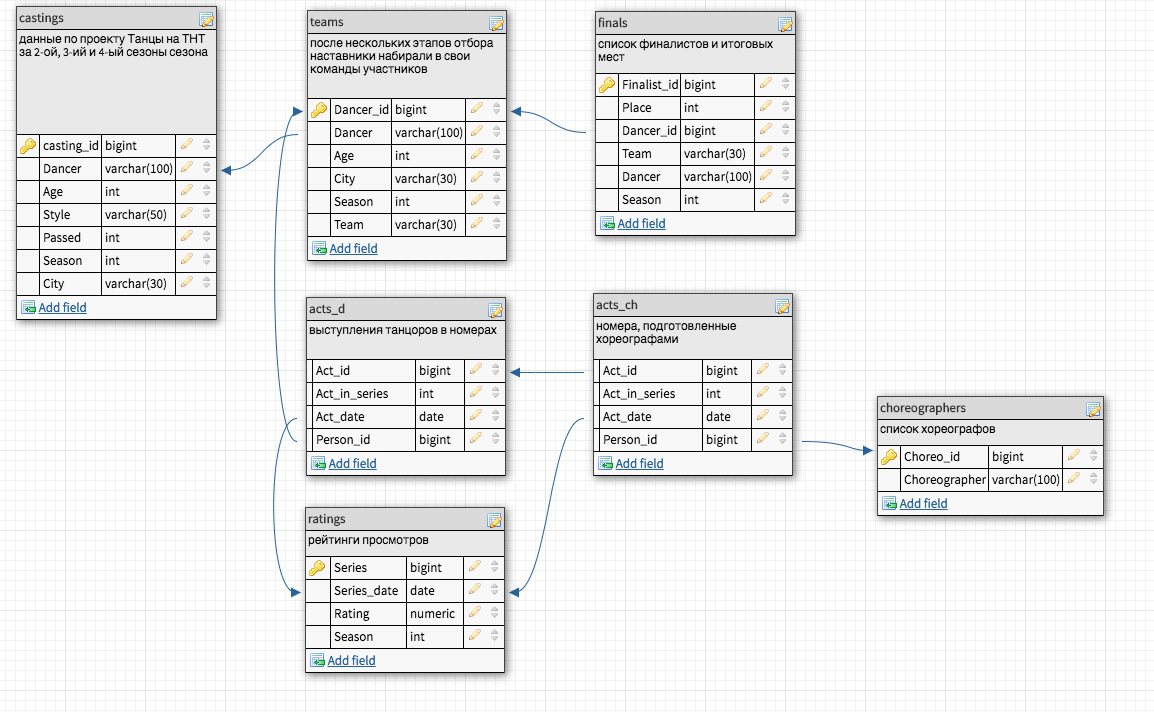 castings
данные по проекту Танцы на ТНТ
за 2-ой, 3-ий и 4-ый сезоны сезона
casting_id bigint
Dancer varchar(100)
Age int
Style varchar(50)
Passed int
Season int
City varchar(30)
Add field
teams
после нескольких этапов отбора
наставники набирали в свои
команды участников
Dancer_id bigint
Dancer varchar(100)
Age int
City varchar(30)
Season int
Team varchar(30)
Add field
finals
список финалистов и итоговых
мест
Finalist_id bigint
Place int
Dancer_id bigint
Team varchar(30)
Dancer varchar(100)
Season int
Add field
acts_d
выступления танцоров в номерах
Act_id bigint
Act_in_series int
Act_date date
Person_id bigint
Add field
acts_ch
номера, подготовленные
хореографами
Act_id bigint
Act_in_series int
Act_date date
Person_id bigint
Add field
choreographers
список хореографов
Choreo_id bigint
Choreographer varchar(100)
Add field
ratings
рейтинги просмотров
Series bigint
Series_date date
Rating numeric
Season int
Add field